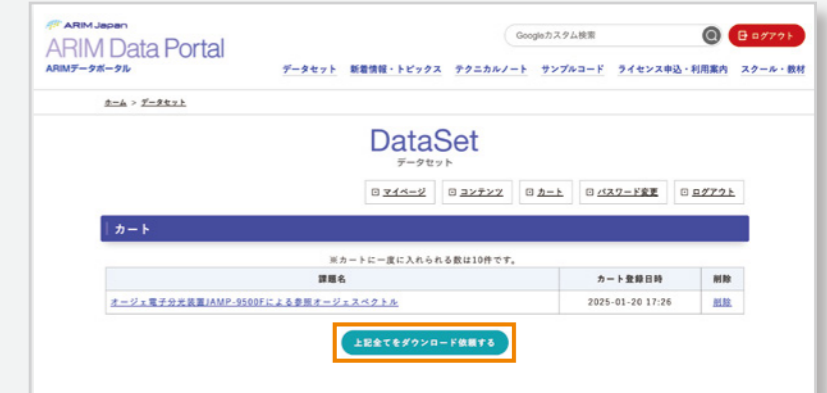 ARIM Japan
ARIM Data Portal
ARIMデータポータル
Googleカスタム検索
ログアウト
データセット 新着情報・トピックス テクニカルノート サンプルコード ライセンス申込・利用案内 スクール・教材
ホーム > データセット
DataSet
データセット
マイページ コンテンツ カート パスワード変更 ログアウト
カート
※カートに一度に入れられる数は10件です。
課題名 カート登録日時 削除
オージェ電子分光装置JAMP-9500Fによる参照オージェスペクトル 2025-01-20 17:26 削除
上記全てをダウンロード依頼する